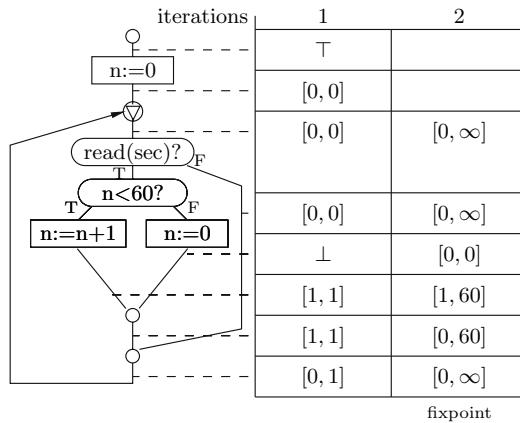 iterations 1 2
⊤
n:=0
[0, 0]
[0, 0] [0, ∞]
read(sec)? F
T
n<60?
T F [0, 0] [0, ∞]
n:=n+1 n:=0
⊥ [0, 0]
[1, 1] [1, 60]
[1, 1] [0, 60]
[0, 1] [0, ∞]
fixpoint